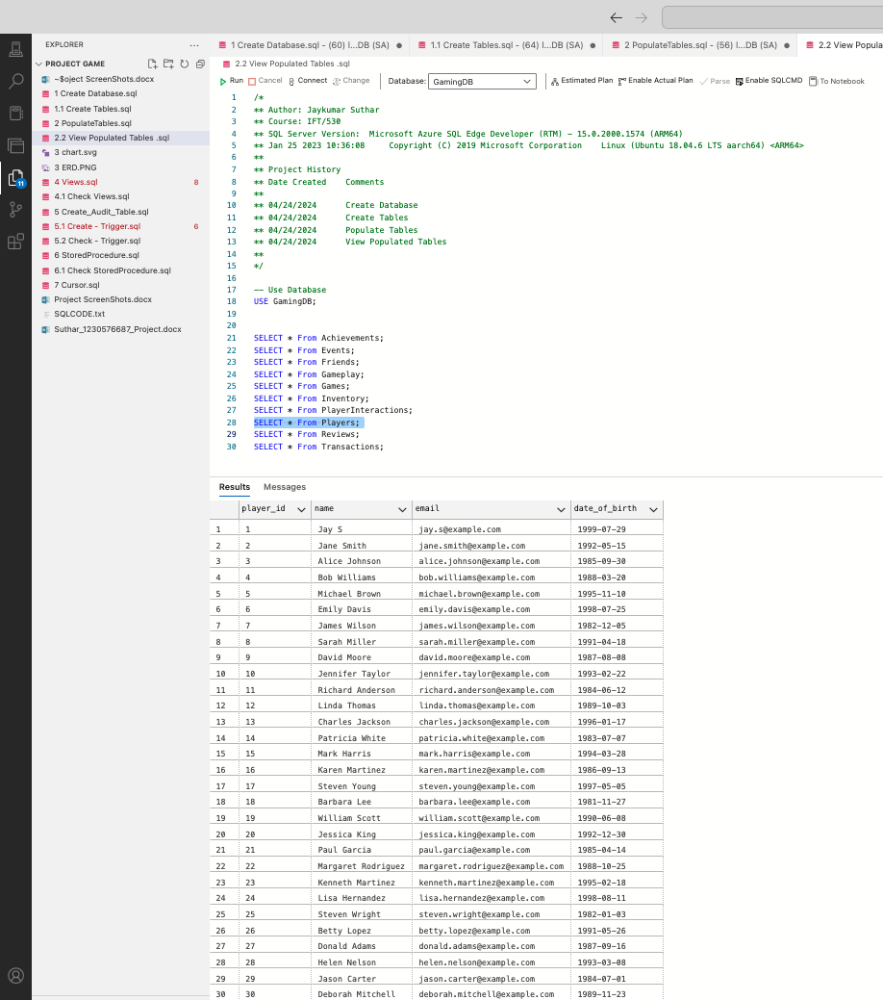 EXPLORER
PROJECT GAME
~$oject ScreenShots.docx
1 Create Database.sql
1.1 Create Tables.sql
2 PopulateTables.sql
2.2 View Populated Tables .sql
3 chart.svg
3 ERD.PNG
4 Views.sql 8
4.1 Check Views.sql
5 Create_Audit_Table.sql
5.1 Create - Trigger.sql 6
5.2 Check - Trigger.sql
6 StoredProcedure.sql
6.1 Check StoredProcedure.sql
7 Cursor.sql
Project ScreenShots.docx
SQLCODE.txt
Suthar_1230576687_Project.docx
11
1 Create Database.sql - (60) l...DB (SA)
1.1 Create Tables.sql - (64) l...DB (SA)
2 PopulateTables.sql - (56) l...DB (SA)
2.2 View Popula
2.2 View Populated Tables .sql
Run Cancel Connect Change Database: GamingDB Estimated Plan Enable Actual Plan Parse Enable SQLCMD To Notebook
1 /*
2 ** Author: Jaykumar Suthar
3 ** Course: IFT/530
4 ** SQL Server Version: Microsoft Azure SQL Edge Developer (RTM) - 15.0.2000.1574 (ARM64)
5 ** Jan 25 2023 10:36:08 Copyright (C) 2019 Microsoft Corporation Linux (Ubuntu 18.04.6 LTS aarch64) <ARM64>
6 **
7 ** Project History
8 ** Date Created Comments
9 **
10 ** 04/24/2024 Create Database
11 ** 04/24/2024 Create Tables
12 ** 04/24/2024 Populate Tables
13 ** 04/24/2024 View Populated Tables
14 **
15 */
16
17 -- Use Database
18 USE GamingDB;
19
20
21 SELECT * From Achievements;
22 SELECT * From Events;
23 SELECT * From Friends;
24 SELECT * From Gameplay;
25 SELECT * From Games;
26 SELECT * From Inventory;
27 SELECT * From PlayerInteractions;
28 SELECT * From Players;
29 SELECT * From Reviews;
30 SELECT * From Transactions;
Results Messages
player_id name email date_of_birth
1 1 Jay S jay.s@example.com 1999-07-29
2 2 Jane Smith jane.smith@example.com 1992-05-15
3 3 Alice Johnson alice.johnson@example.com 1985-09-30
4 4 Bob Williams bob.williams@example.com 1988-03-20
5 5 Michael Brown michael.brown@example.com 1995-11-10
6 6 Emily Davis emily.davis@example.com 1998-07-25
7 7 James Wilson james.wilson@example.com 1982-12-05
8 8 Sarah Miller sarah.miller@example.com 1991-04-18
9 9 David Moore david.moore@example.com 1987-08-08
10 10 Jennifer Taylor jennifer.taylor@example.com 1993-02-22
11 11 Richard Anderson richard.anderson@example.com 1984-06-12
12 12 Linda Thomas linda.thomas@example.com 1989-10-03
13 13 Charles Jackson charles.jackson@example.com 1996-01-17
14 14 Patricia White patricia.white@example.com 1983-07-07
15 15 Mark Harris mark.harris@example.com 1994-03-28
16 16 Karen Martinez karen.martinez@example.com 1986-09-13
17 17 Steven Young steven.young@example.com 1997-05-05
18 18 Barbara Lee barbara.lee@example.com 1981-11-27
19 19 William Scott william.scott@example.com 1990-06-08
20 20 Jessica King jessica.king@example.com 1992-12-30
21 21 Paul Garcia paul.garcia@example.com 1985-04-14
22 22 Margaret Rodriguez margaret.rodriguez@example.com 1988-10-25
23 23 Kenneth Martinez kenneth.martinez@example.com 1995-02-18
24 24 Lisa Hernandez lisa.hernandez@example.com 1998-08-11
25 25 Steven Wright steven.wright@example.com 1982-01-03
26 26 Betty Lopez betty.lopez@example.com 1991-05-26
27 27 Donald Adams donald.adams@example.com 1987-09-16
28 28 Helen Nelson helen.nelson@example.com 1993-03-08
29 29 Jason Carter jason.carter@example.com 1984-07-01
30 30 Deborah Mitchell deborah.mitchell@example.com 1989-11-23